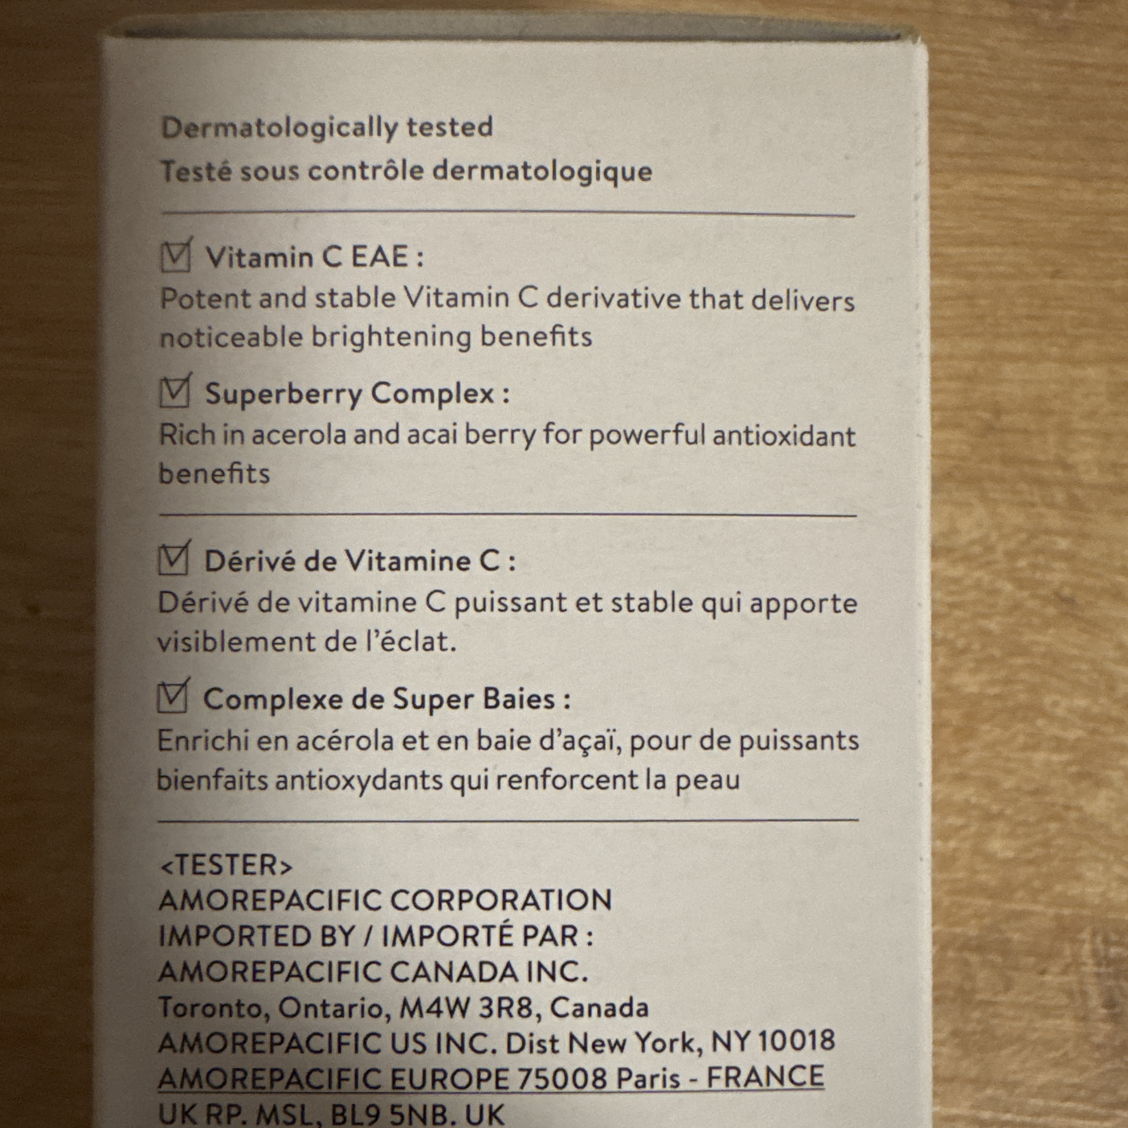 Dermatologically tested
Testé sous contrôle dermatologique
Vitamin C EAE :
Potent and stable Vitamin C derivative that delivers
noticeable brightening benefits
Superberry Complex :
Rich in acerola and acai berry for powerful antioxidant
benefits
Dérivé de Vitamine C :
Dérivé de vitamine C puissant et stable qui apporte
visiblement de l’éclat.
Complexe de Super Baies :
Enrichi en acérola et en baie d’açaï, pour de puissants
bienfaits antioxydants qui renforcent la peau
<TESTER>
AMOREPACIFIC CORPORATION
IMPORTED BY / IMPORTÉ PAR :
AMOREPACIFIC CANADA INC.
Toronto, Ontario, M4W 3R8, Canada
AMOREPACIFIC US INC. Dist New York, NY 10018
AMOREPACIFIC EUROPE 75008 Paris - FRANCE
UK RP. MSL, BL9 5NB. UK